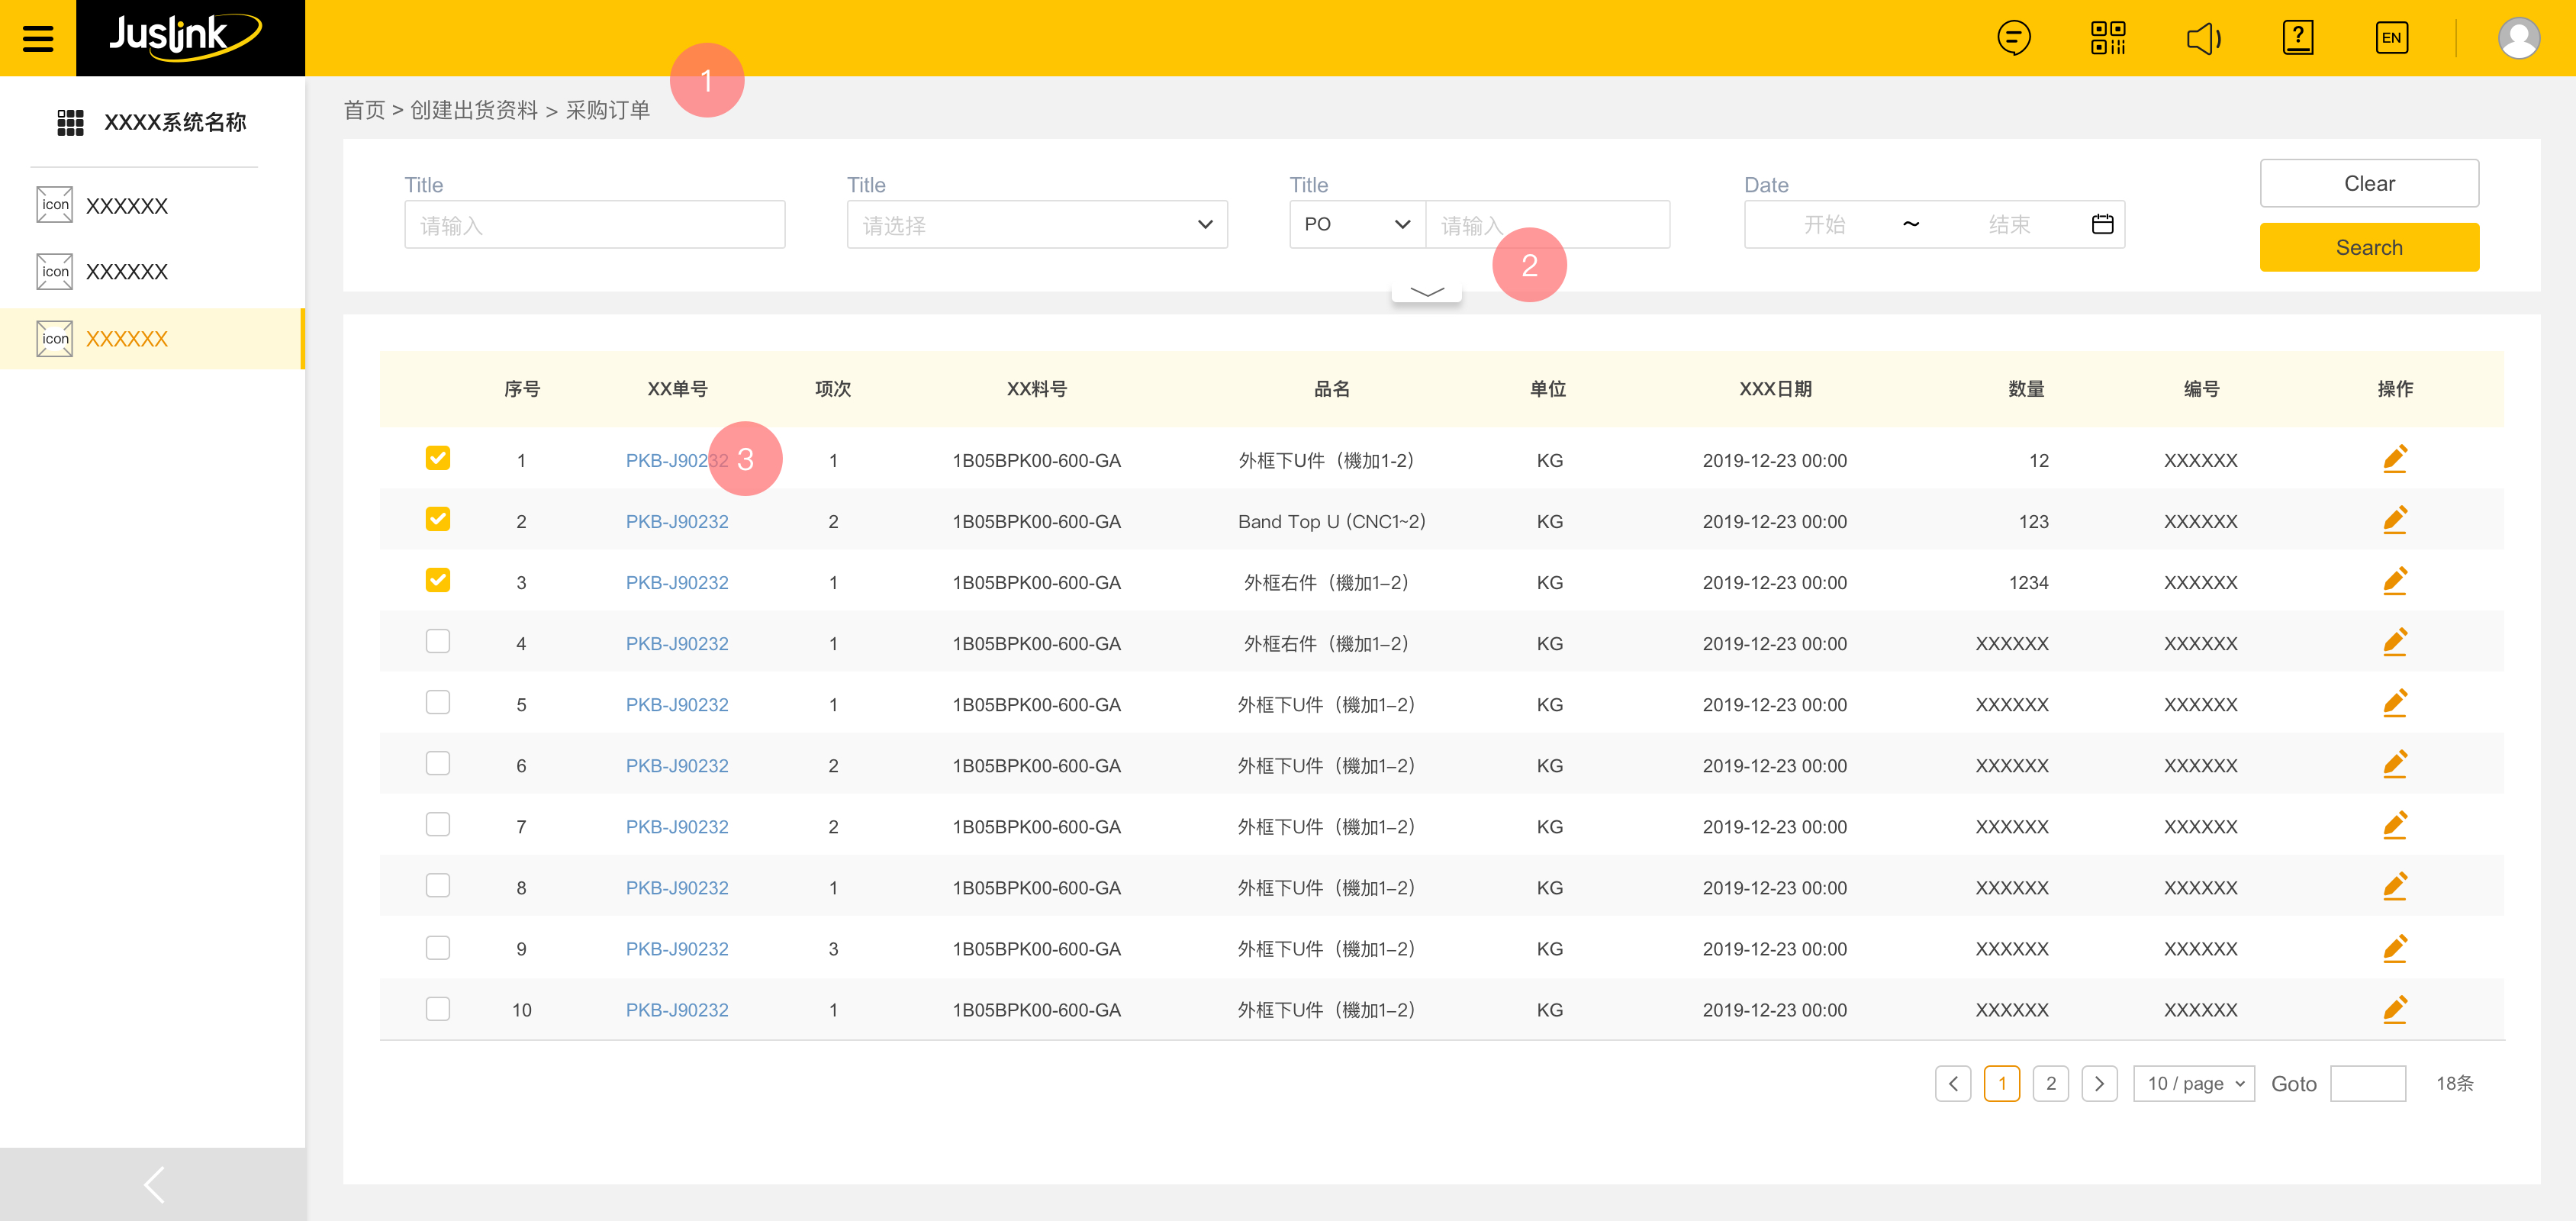 Juslink
EN
1
首页 > 创建出货资料 > 采购订单
XXXX系统名称
icon XXXXXX
icon XXXXXX
icon XXXXXX
Title
请输入
Title
请选择
Title
PO 请输入
Date
开始 ~ 结束
Clear
Search
2
序号 XX单号 项次 XX料号 品名 单位 XXX日期 数量 编号 操作
1 PKB-J90232 1 1B05BPK00-600-GA 外框下U件（機加1-2） KG 2019-12-23 00:00 12 XXXXXX
3
2 PKB-J90232 2 1B05BPK00-600-GA Band Top U (CNC1~2) KG 2019-12-23 00:00 123 XXXXXX
3 PKB-J90232 1 1B05BPK00-600-GA 外框右件（機加1–2） KG 2019-12-23 00:00 1234 XXXXXX
4 PKB-J90232 1 1B05BPK00-600-GA 外框右件（機加1–2） KG 2019-12-23 00:00 XXXXXX XXXXXX
5 PKB-J90232 1 1B05BPK00-600-GA 外框下U件（機加1–2） KG 2019-12-23 00:00 XXXXXX XXXXXX
6 PKB-J90232 2 1B05BPK00-600-GA 外框下U件（機加1–2） KG 2019-12-23 00:00 XXXXXX XXXXXX
7 PKB-J90232 2 1B05BPK00-600-GA 外框下U件（機加1–2） KG 2019-12-23 00:00 XXXXXX XXXXXX
8 PKB-J90232 1 1B05BPK00-600-GA 外框下U件（機加1–2） KG 2019-12-23 00:00 XXXXXX XXXXXX
9 PKB-J90232 3 1B05BPK00-600-GA 外框下U件（機加1–2） KG 2019-12-23 00:00 XXXXXX XXXXXX
10 PKB-J90232 1 1B05BPK00-600-GA 外框下U件（機加1–2） KG 2019-12-23 00:00 XXXXXX XXXXXX
1 2 10 / page Goto 18条